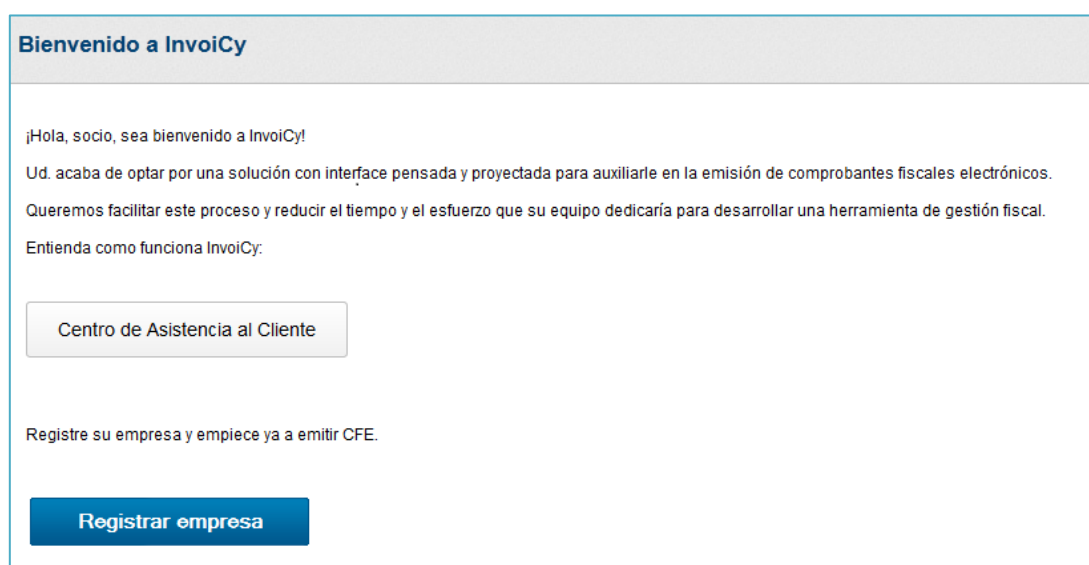 Bienvenido a InvoiCy
¡Hola, socio, sea bienvenido a InvoiCy!
Ud. acaba de optar por una solución con interface pensada y proyectada para auxiliarle en la emisión de comprobantes fiscales electrónicos.
Queremos facilitar este proceso y reducir el tiempo y el esfuerzo que su equipo dedicaría para desarrollar una herramienta de gestión fiscal.
Entienda como funciona InvoiCy:
Centro de Asistencia al Cliente
Registre su empresa y empiece ya a emitir CFE.
Registrar empresa